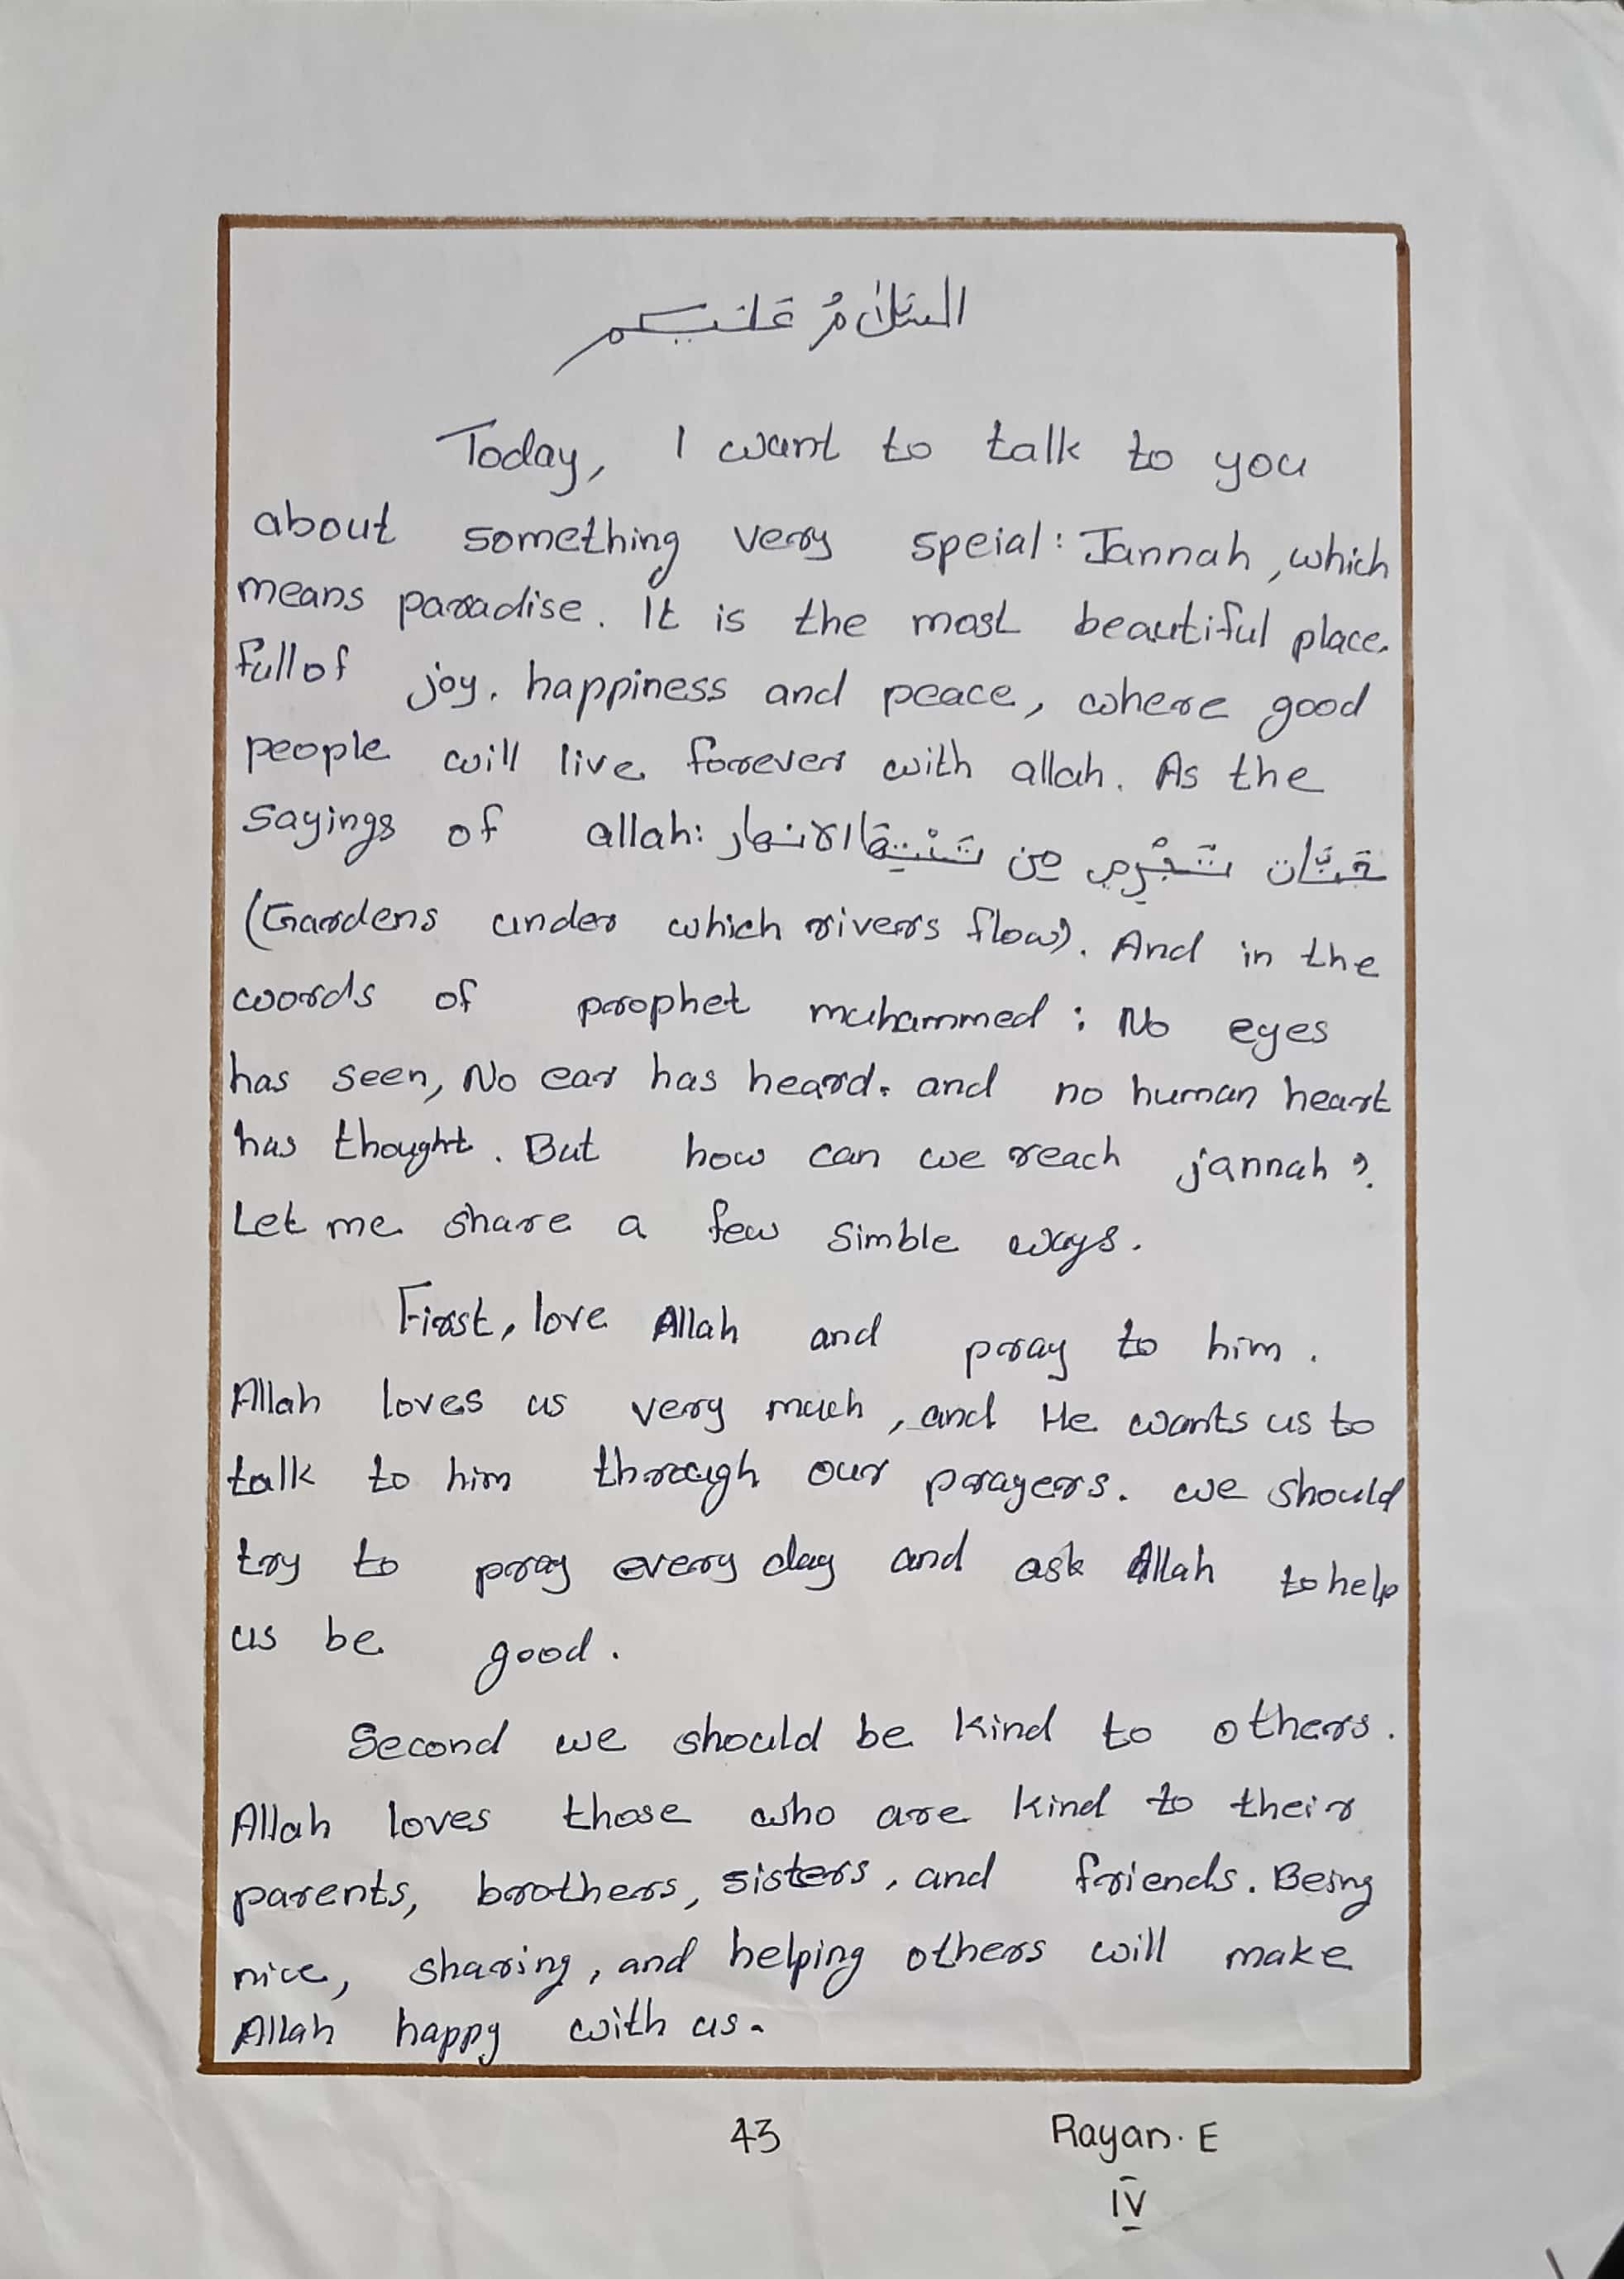 السَّلَامُ عَلَيكم
Today, I want to talk to you
about something very speial: Jannah, which
means paradise. It is the most beautiful place.
full of joy. happiness and peace, where good
people will live forever with allah. As the
sayings of allah: جَنَّات تَجْرِي مِن تَحْتِهَا الانهار
(Gardens under which rivers flow). And in the
words of prophet muhammed: No eyes
has seen, No ear has heard. and no human heart
has thought. But how can we reach jannah?
Let me share a few simble ways.
First, love Allah and pray to him.
Allah loves us very much, and He wants us to
talk to him through our prayers. we should
try to pray every day and ask Allah to help
us be good.
Second we should be kind to others.
Allah loves those who are kind to their
parents, brothers, sisters, and friends. Being
nice, sharing, and helping others will make
Allah happy with us.
43
Rayan. E
IV